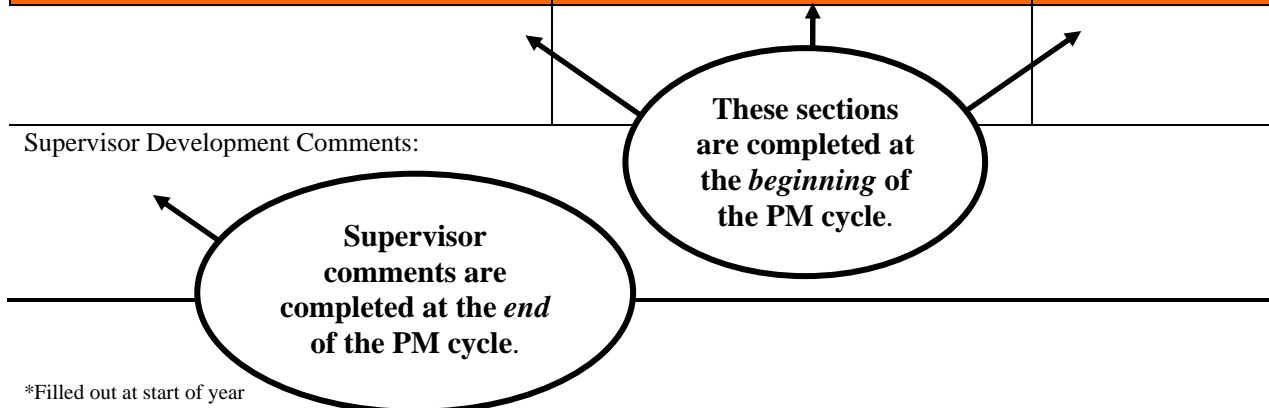 These sections
are completed at
the beginning of
the PM cycle.
Supervisor Development Comments:
Supervisor
comments are
completed at the end
of the PM cycle.
*Filled out at start of year